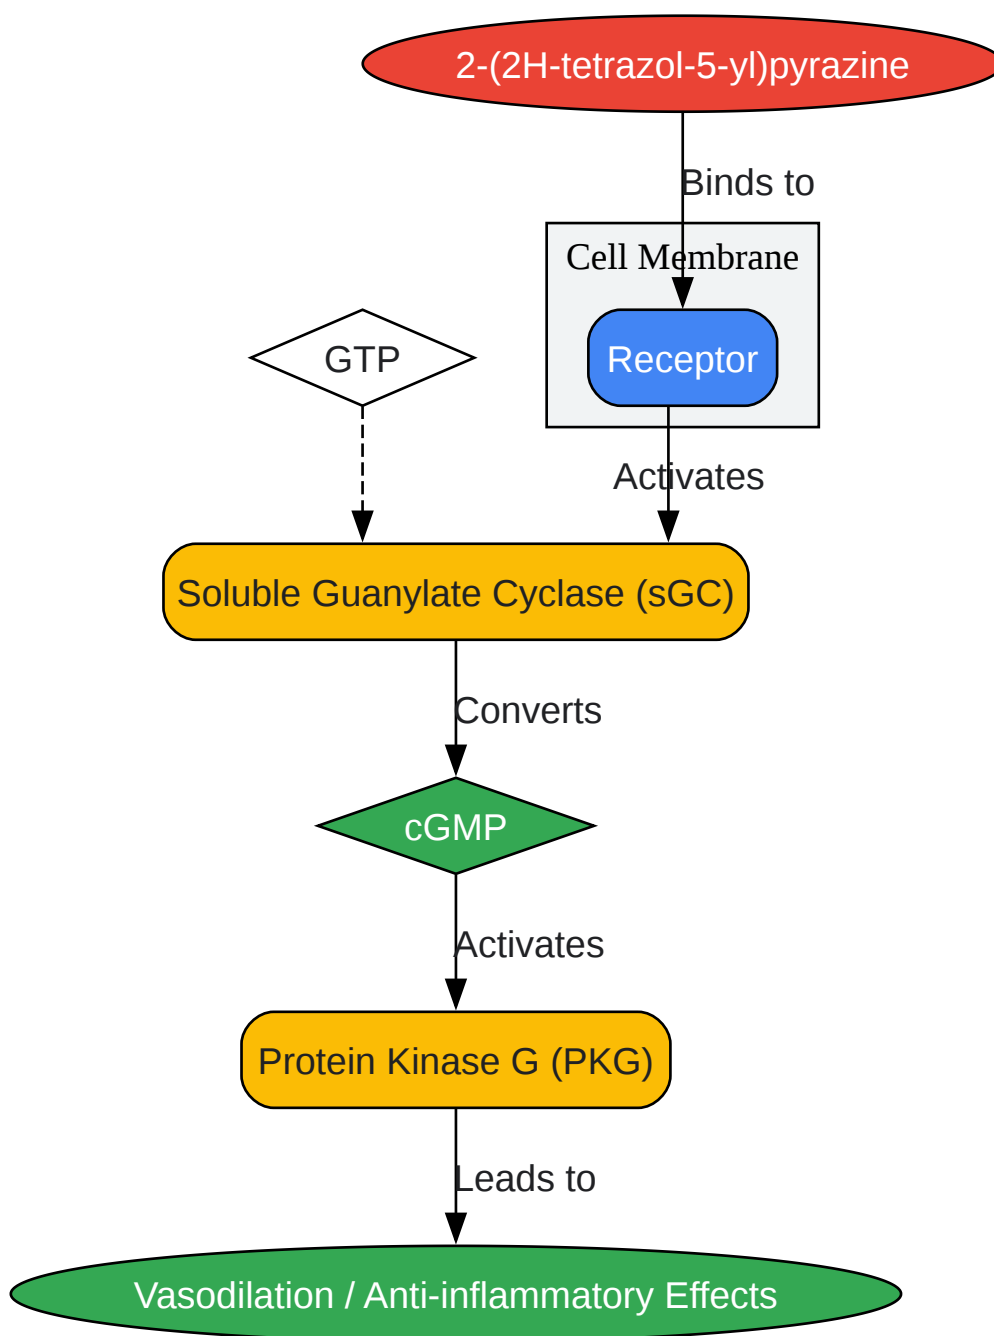 2-(2H-tetrazol-5-yl)pyrazine
Binds to
Cell Membrane
GTP
Receptor
Activates
Soluble Guanylate Cyclase (sGC)
Converts
cGMP
Activates
Protein Kinase G (PKG)
Leads to
Vasodilation / Anti-inflammatory Effects